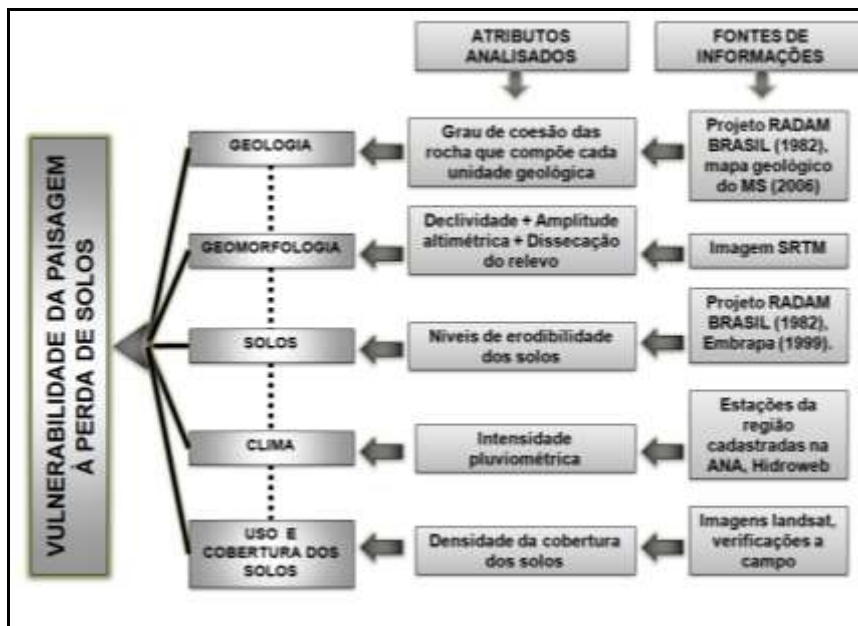 ATRIBUTOS
ANALISADOS
FONTES DE
INFORMAÇÕES
VULNERABILIDADE DA PAISAGEM
À PERDA DE SOLOS
GEOLOGIA
Grau de coesão das
rocha que compõe cada
unidade geológica
Projeto RADAM
BRASIL (1982),
mapa geológico
do MS (2006)
GEOMORFOLOGIA
Declividade + Amplitude
altimétrica + Dissecação
do relevo
Imagem SRTM
SOLOS
Níveis de erodibilidade
dos solos
Projeto RADAM
BRASIL (1982),
Embrapa (1999).
CLIMA
Intensidade
pluviométrica
Estações da
região
cadastradas na
ANA, Hidroweb
USO E
COBERTURA DOS
SOLOS
Densidade da cobertura
dos solos
Imagens landsat,
verificações a
campo